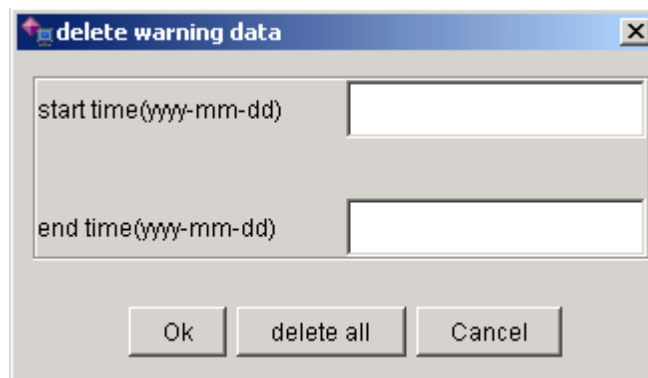 delete warning data
start time(yyyy-mm-dd)
end time(yyyy-mm-dd)
Ok
delete all
Cancel